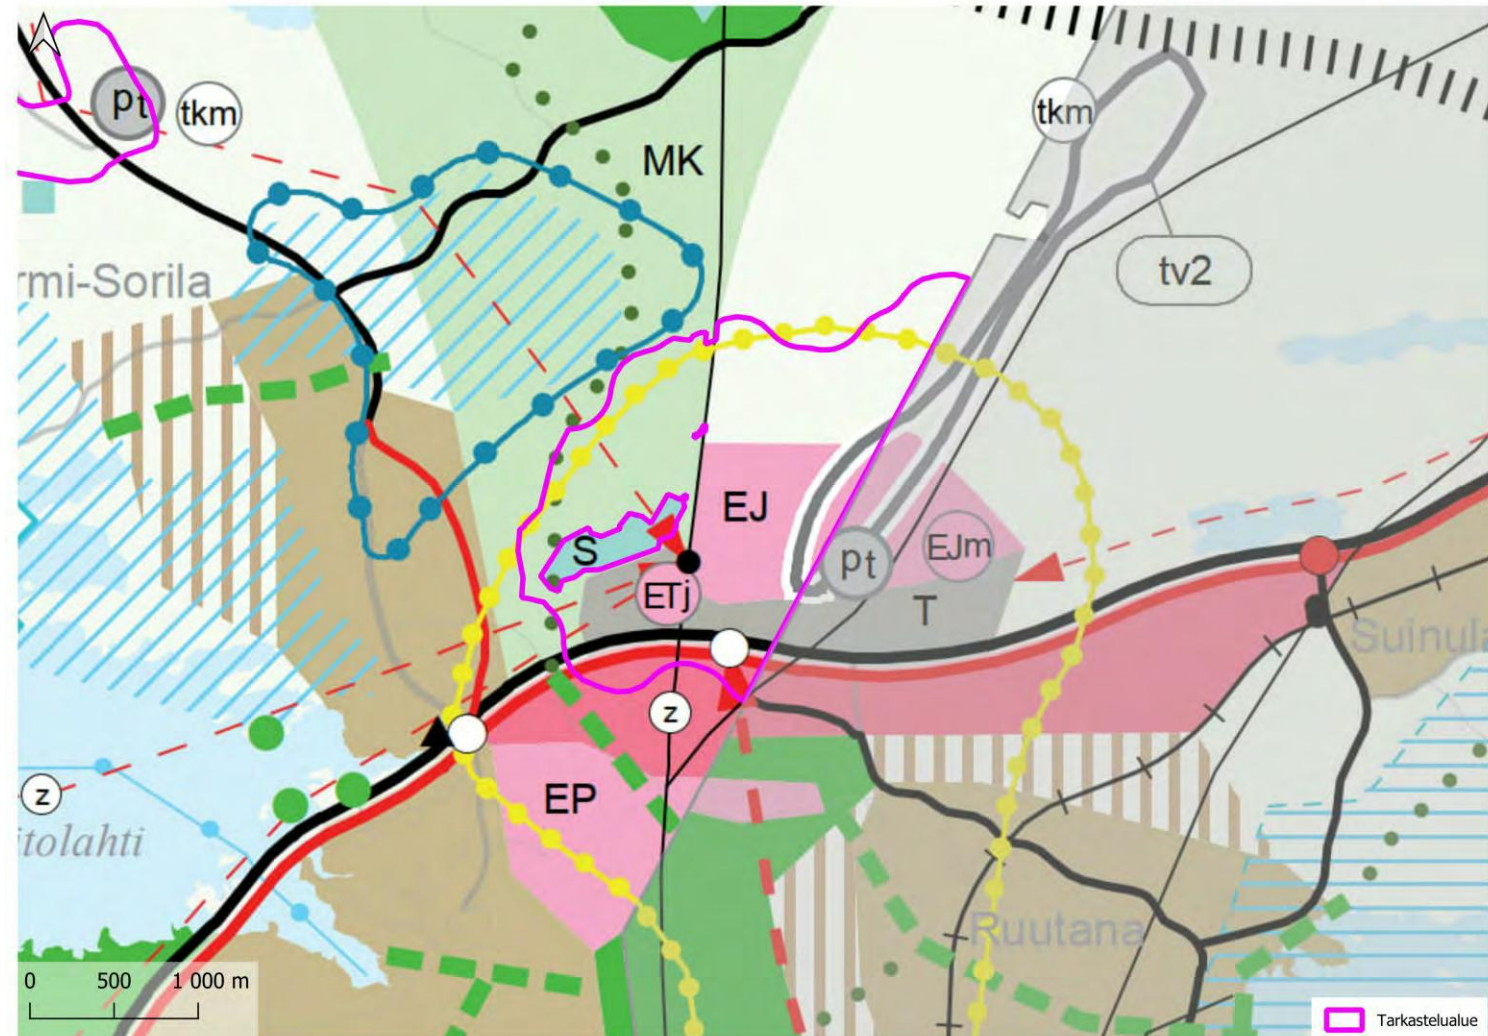 pt
tkm
tkm
MK
rmi-Sorila
tv2
EJ
S
EJm
pt
ETj
T
Suinula
z
z
EP
itolahti
Ruutana
0 500 1 000 m
Tarkastelualue